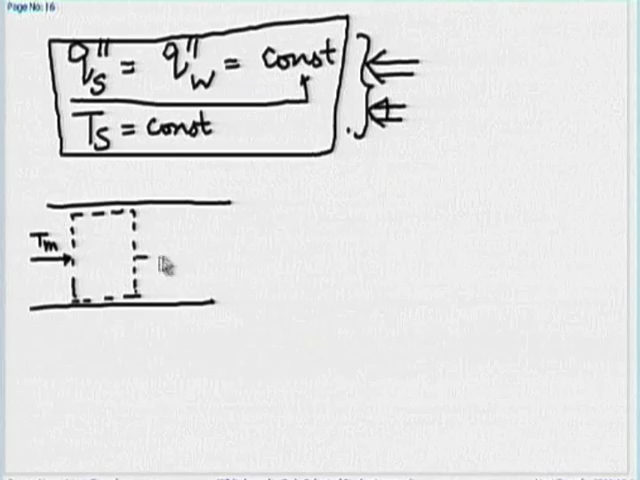 Page No: 16
q"s = q"w = const
Ts = const
Tm